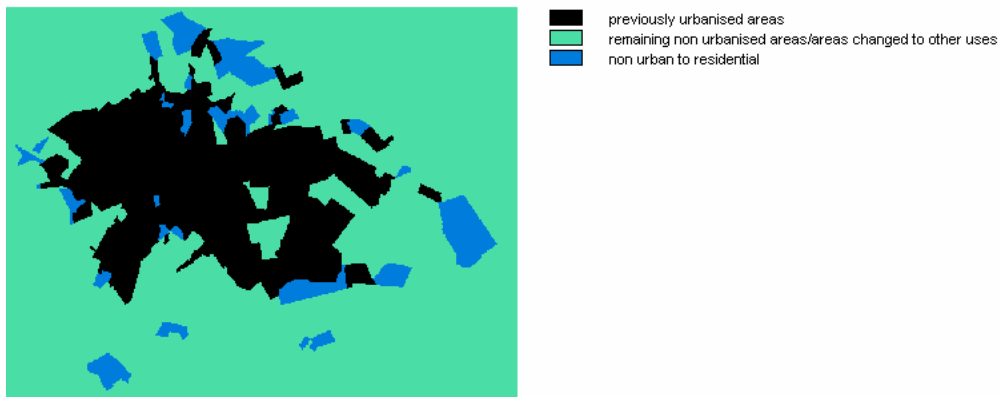 previously urbanised areas
remaining non urbanised areas/areas changed to other uses
non urban to residential